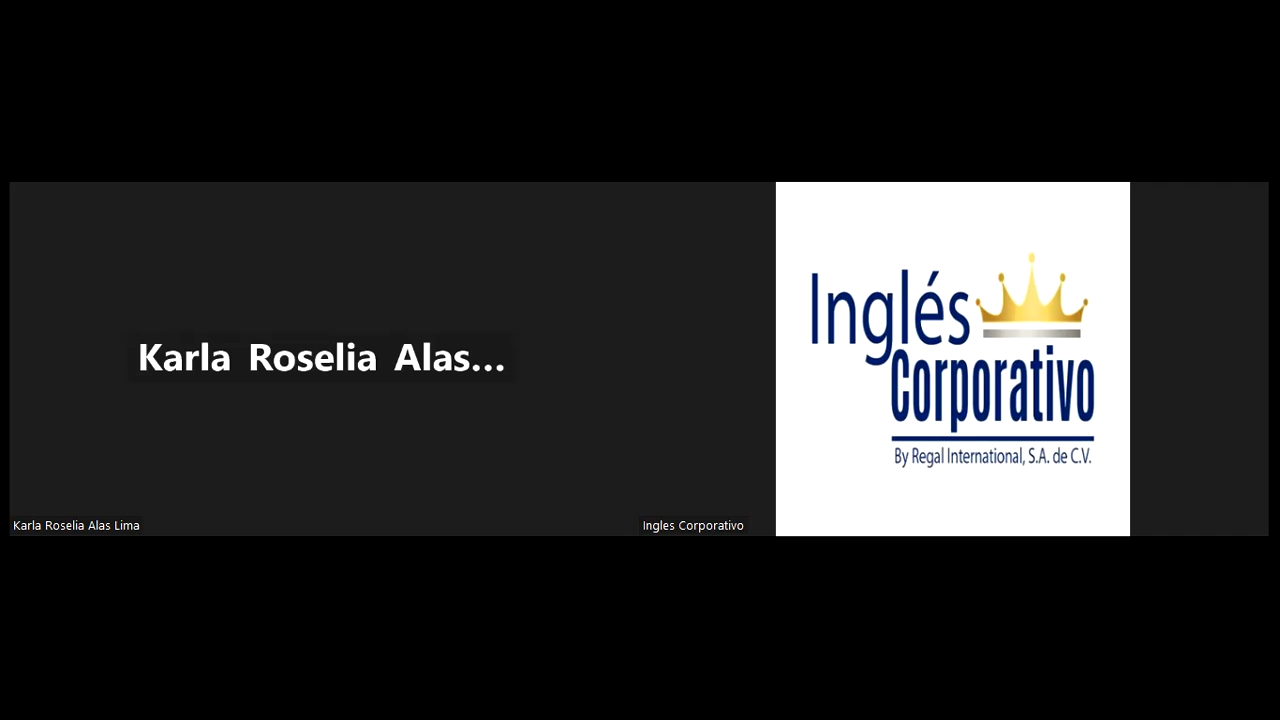 Karla Roselia Alas...
Karla Roselia Alas Lima
Ingles Corporativo
Inglés
Corporativo
By Regal International, S.A. de C.V.